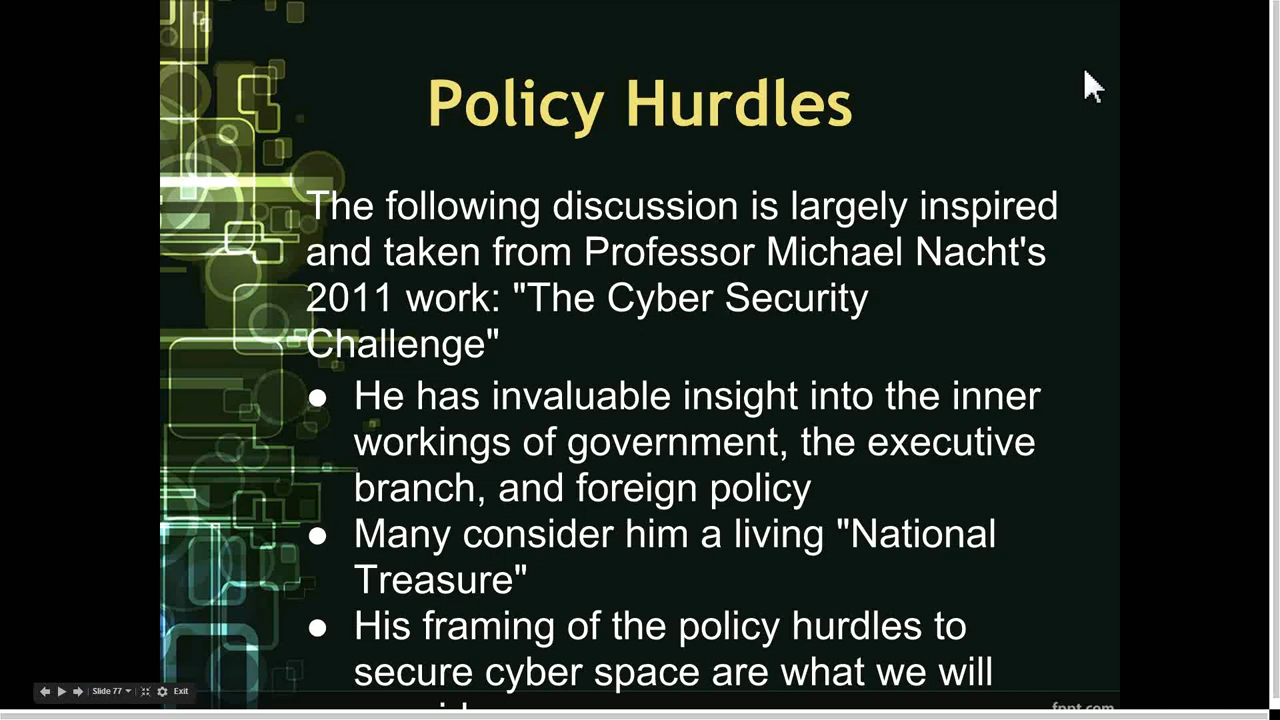 Policy Hurdles
The following discussion is largely inspired
and taken from Professor Michael Nacht's
2011 work: "The Cyber Security
Challenge"
● He has invaluable insight into the inner
workings of government, the executive
branch, and foreign policy
● Many consider him a living "National
Treasure"
● His framing of the policy hurdles to
secure cyber space are what we will
Slide 77
Exit